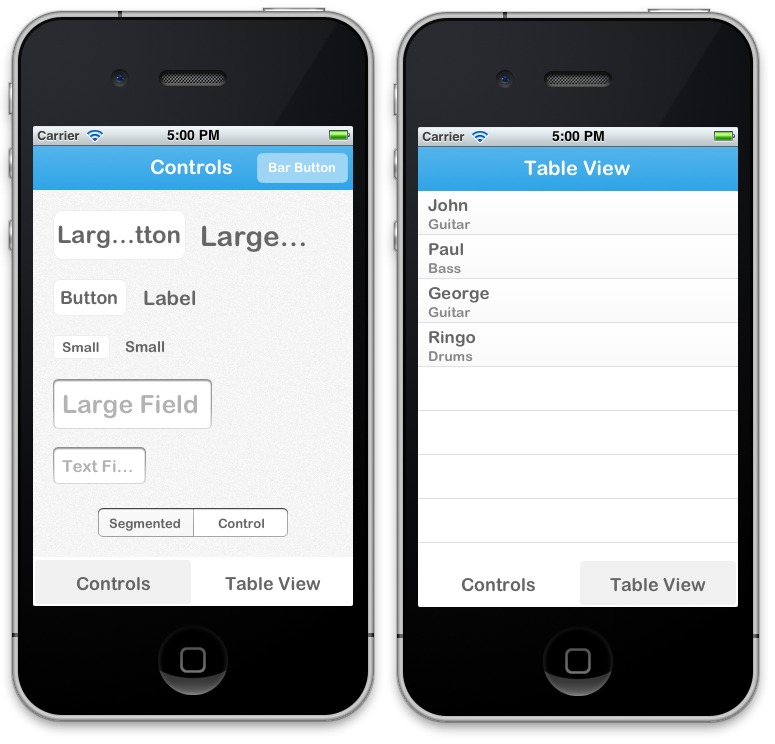 Carrier 5:00 PM
Controls Bar Button
Larg...tton Large...
Button Label
Small Small
Large Field
Text Fi...
Segmented Control
Controls Table View
Carrier 5:00 PM
Table View
John
Guitar
Paul
Bass
George
Guitar
Ringo
Drums
Controls Table View